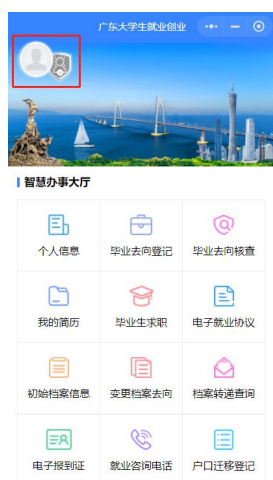 广东大学生就业创业
智慧办事大厅
个人信息
毕业去向登记
毕业去向核查
我的简历
毕业生求职
电子就业协议
初始档案信息
变更档案去向
档案转递查询
电子报到证
就业咨询电话
户口迁移登记